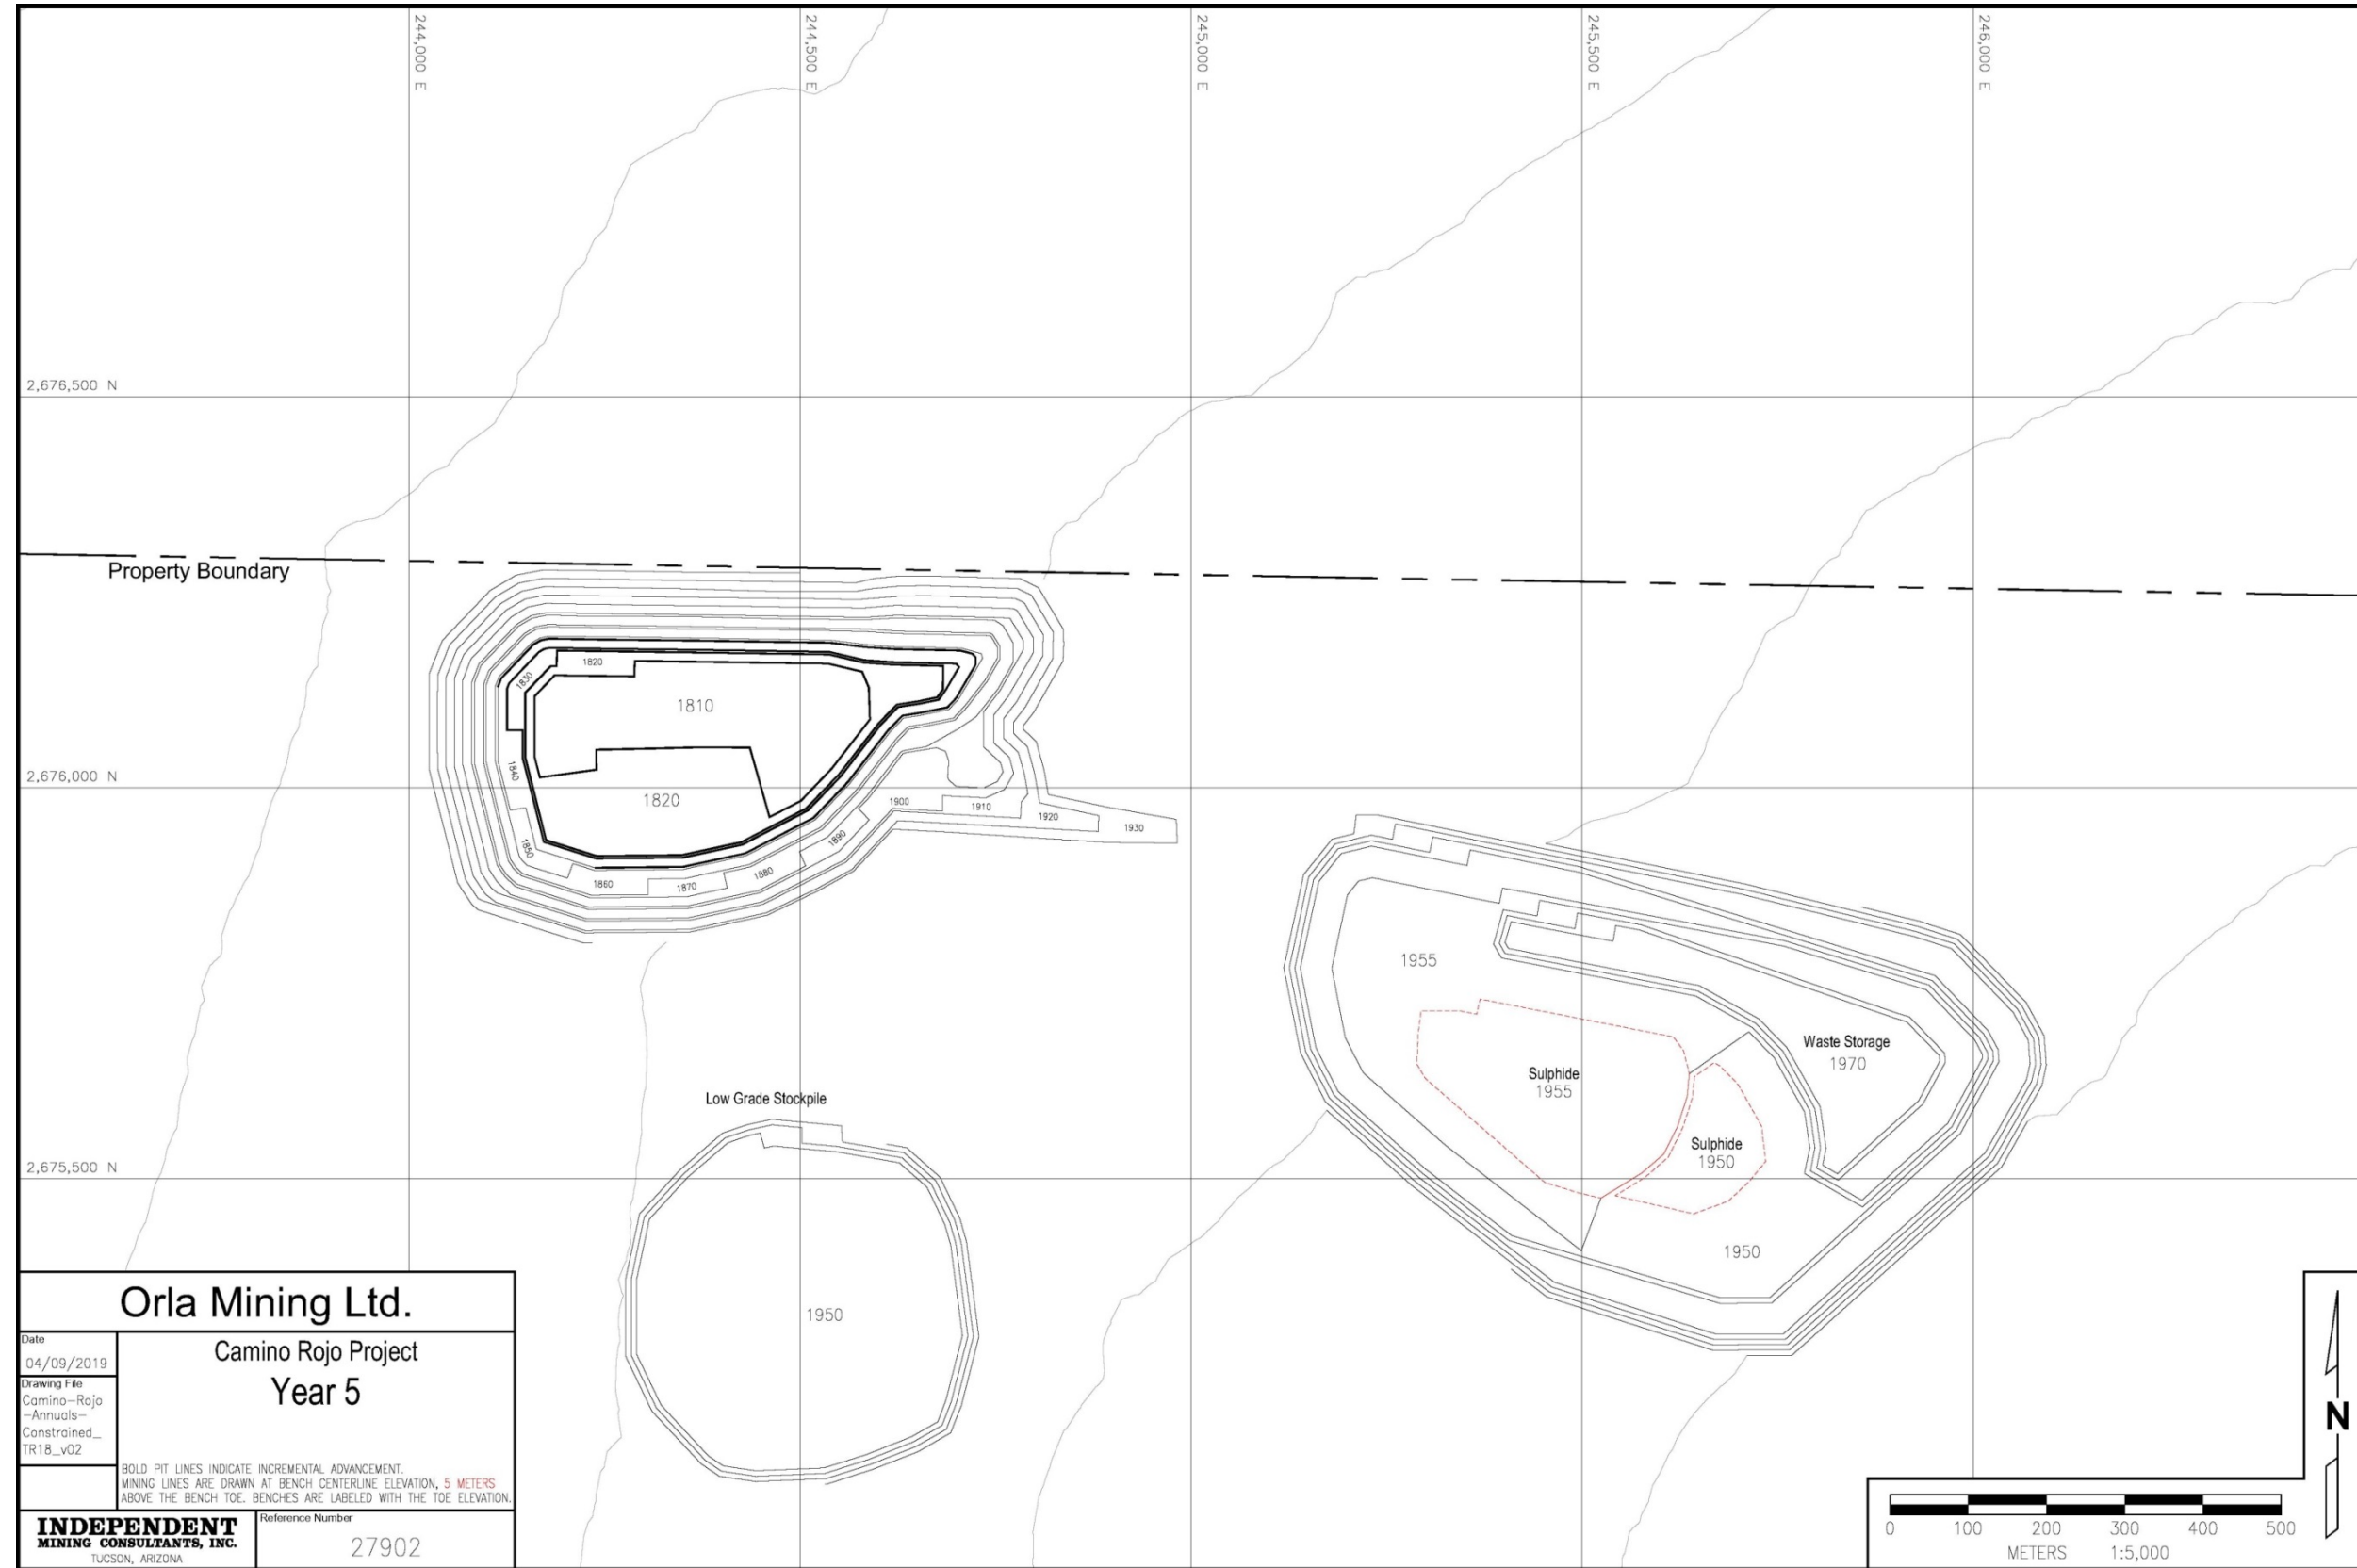 244,000 E
244,500 E
245,000 E
245,500 E
246,000 E
2,676,500 N
Property Boundary
1820
1830
1810
2,676,000 N
1840
1820
1850
1860
1870
1880
1890
1900
1910
1920
1930
1955
Waste Storage
1970
Sulphide
1955
Sulphide
1950
1950
Low Grade Stockpile
2,675,500 N
1950
Orla Mining Ltd.
Date
04/09/2019
Camino Rojo Project
Year 5
Drawing File
Camino-Rojo
-Annuals-
Constrained_
TR18_v02
BOLD PIT LINES INDICATE INCREMENTAL ADVANCEMENT.
MINING LINES ARE DRAWN AT BENCH CENTERLINE ELEVATION, 5 METERS
ABOVE THE BENCH TOE. BENCHES ARE LABELED WITH THE TOE ELEVATION.
INDEPENDENT
MINING CONSULTANTS, INC.
TUCSON, ARIZONA
Reference Number
27902
N
0 100 200 300 400 500
METERS 1:5,000